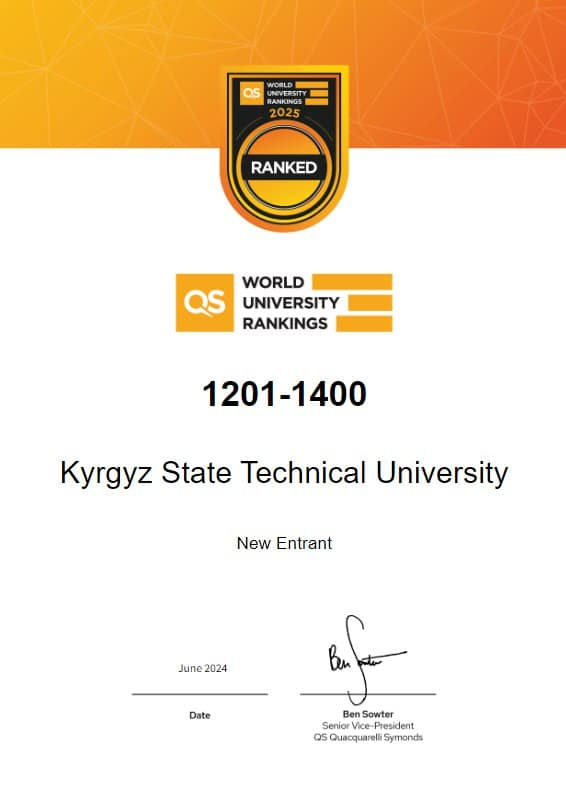 QS WORLD
UNIVERSITY
RANKINGS
2025
RANKED
QS WORLD
UNIVERSITY
RANKINGS
1201-1400
Kyrgyz State Technical University
New Entrant
Ben Sowter
June 2024
Date
Ben Sowter
Senior Vice-President
QS Quacquarelli Symonds